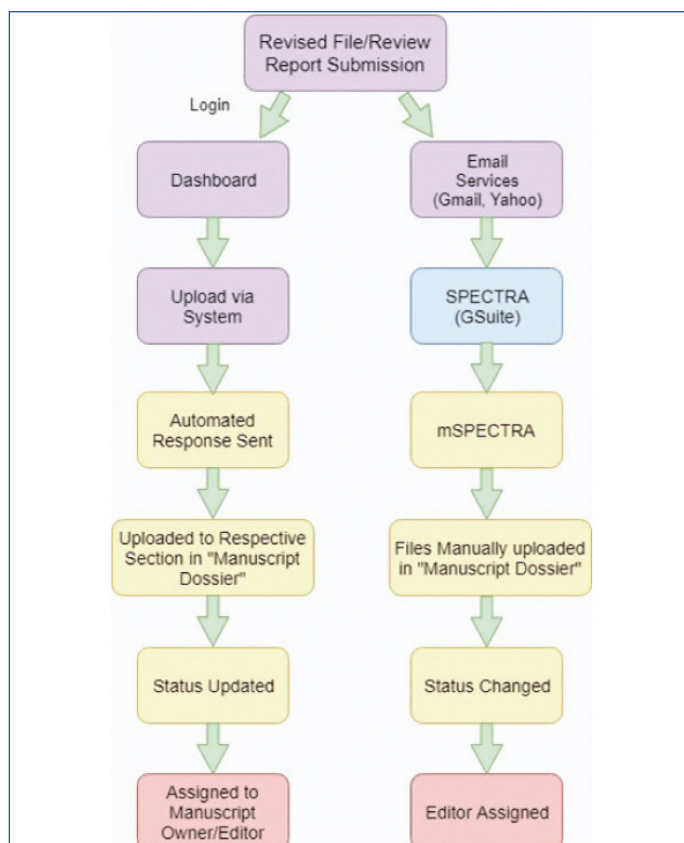 Revised File/Review
Report Submission
Login
Dashboard
Email
Services
(Gmail, Yahoo)
Upload via
System
SPECTRA
(GSuite)
Automated
Response Sent
mSPECTRA
Uploaded to Respective
Section in "Manuscript
Dossier"
Files Manually uploaded
in "Manuscript Dossier"
Status Updated
Status Changed
Assigned to
Manuscript
Owner/Editor
Editor Assigned